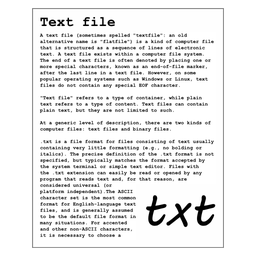 Text file
A text file (sometimes spelled "textfile": an old
alternative name is "flatfile") is a kind of computer file
that is structured as a sequence of lines of electronic
text. A text file exists within a computer file system.
The end of a text file is often denoted by placing one or
more special characters, known as an end-of-file marker,
after the last line in a text file. However, on some
popular operating systems such as Windows or Linux, text
files do not contain any special EOF character.
"Text file" refers to a type of container, while plain
text refers to a type of content. Text files can contain
plain text, but they are not limited to such.
At a generic level of description, there are two kinds of
computer files: text files and binary files.
.txt is a file format for files consisting of text usually
containing very little formatting (e.g., no bolding or
italics). The precise definition of the .txt format is not
specified, but typically matches the format accepted by
the system terminal or simple text editor. Files with
the .txt extension can easily be read or opened by any
program that reads text and, for that reason, are
considered universal (or
platform independent).The ASCII
character set is the most common
format for English-language text
files, and is generally assumed
to be the default file format in
many situations. For accented
and other non-ASCII characters,
it is necessary to choose a
txt